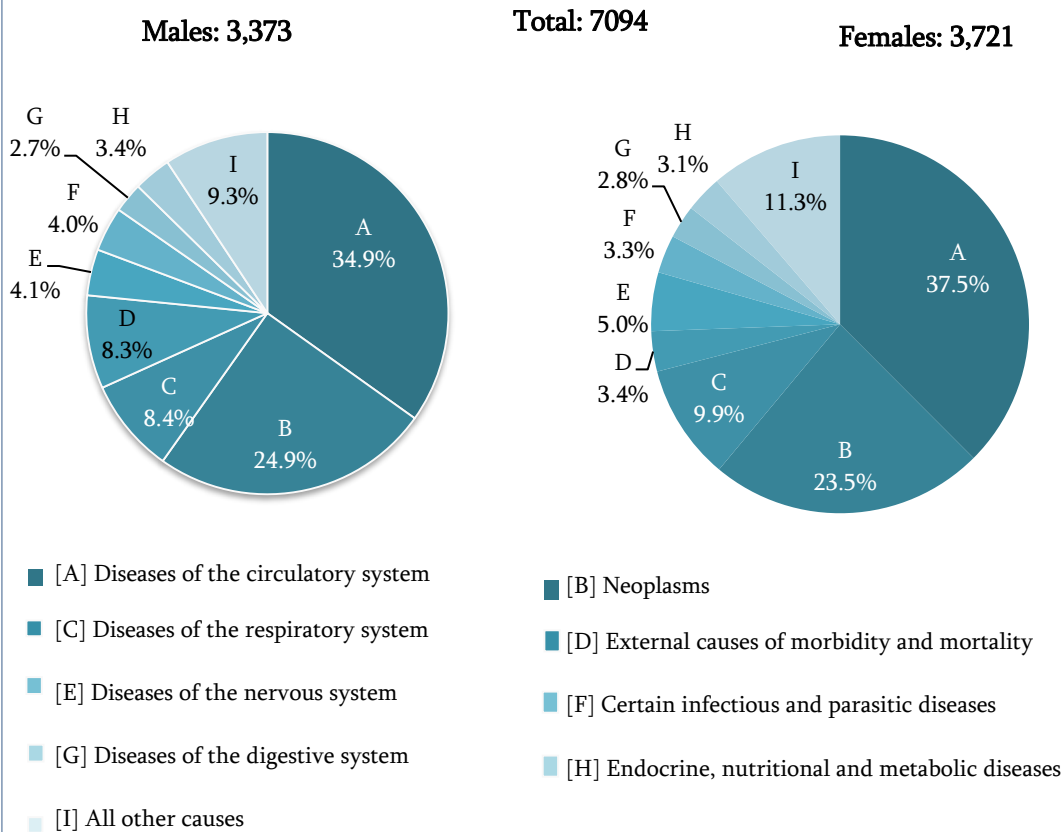 Males: 3,373
Total: 7094
Females: 3,721
G
2.7%
H
3.4%
I
9.3%
F
4.0%
E
4.1%
D
8.3%
C
8.4%
B
24.9%
A
34.9%
G
2.8%
H
3.1%
I
11.3%
F
3.3%
E
5.0%
D
3.4%
C
9.9%
B
23.5%
A
37.5%
[A] Diseases of the circulatory system
[B] Neoplasms
[C] Diseases of the respiratory system
[D] External causes of morbidity and mortality
[E] Diseases of the nervous system
[F] Certain infectious and parasitic diseases
[G] Diseases of the digestive system
[H] Endocrine, nutritional and metabolic diseases
[I] All other causes